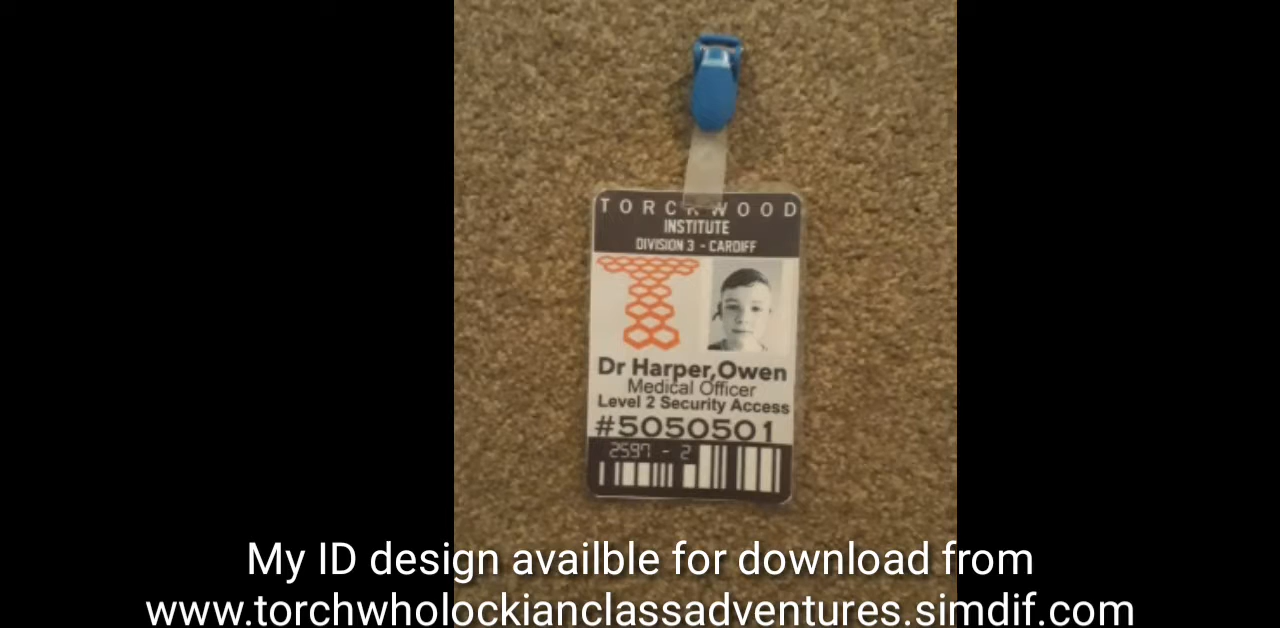 TORCHWOOD
INSTITUTE
DIVISION 3 - CARDIFF
Dr Harper,Owen
Medical Officer
Level 2 Security Access
#5050501
2597 - 2
My ID design availble for download from
www.torchwholockianclassadventures.simdif.com